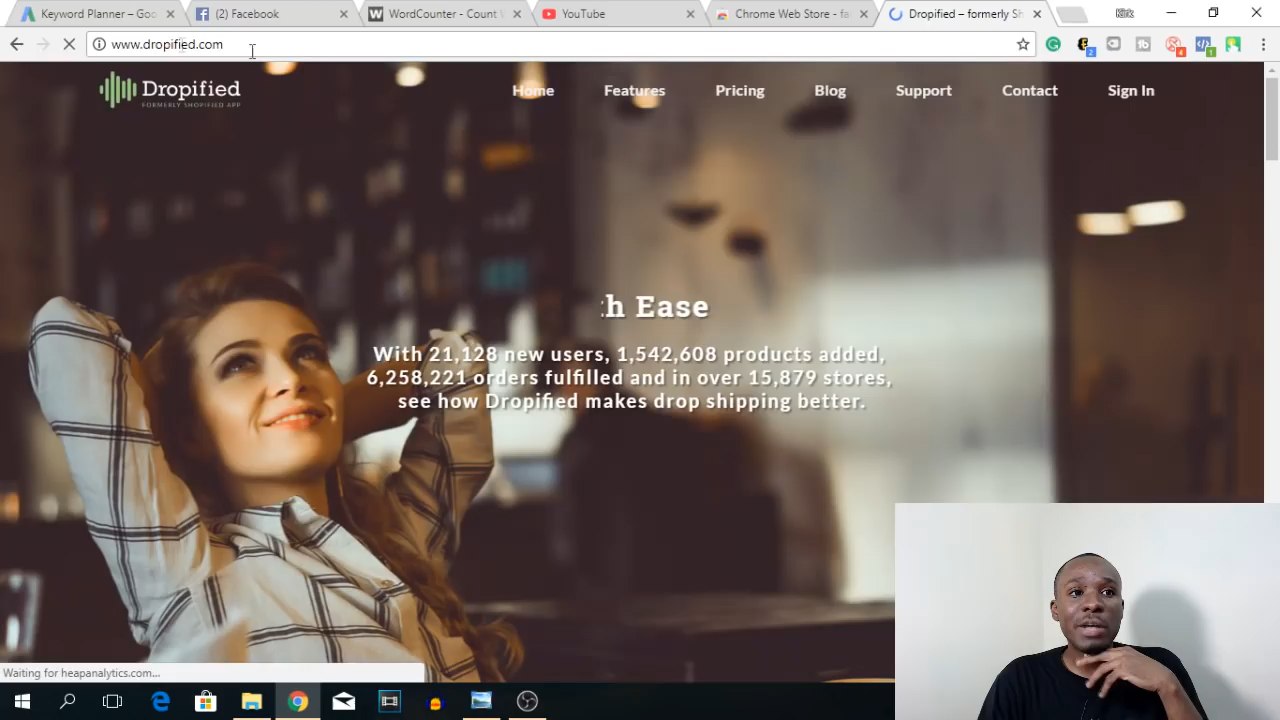 Keyword Planner – Goo
(2) Facebook
WordCounter - Count W
YouTube
Chrome Web Store - fa
Dropified – formerly Sh
Kirk
www.dropified.com
Dropified
FORMERLY SHOPIFIED APP
Home
Features
Pricing
Blog
Support
Contact
Sign In
h Ease
With 21,128 new users, 1,542,608 products added,
6,258,221 orders fulfilled and in over 15,879 stores,
see how Dropified makes drop shipping better.
Waiting for heapanalytics.com...